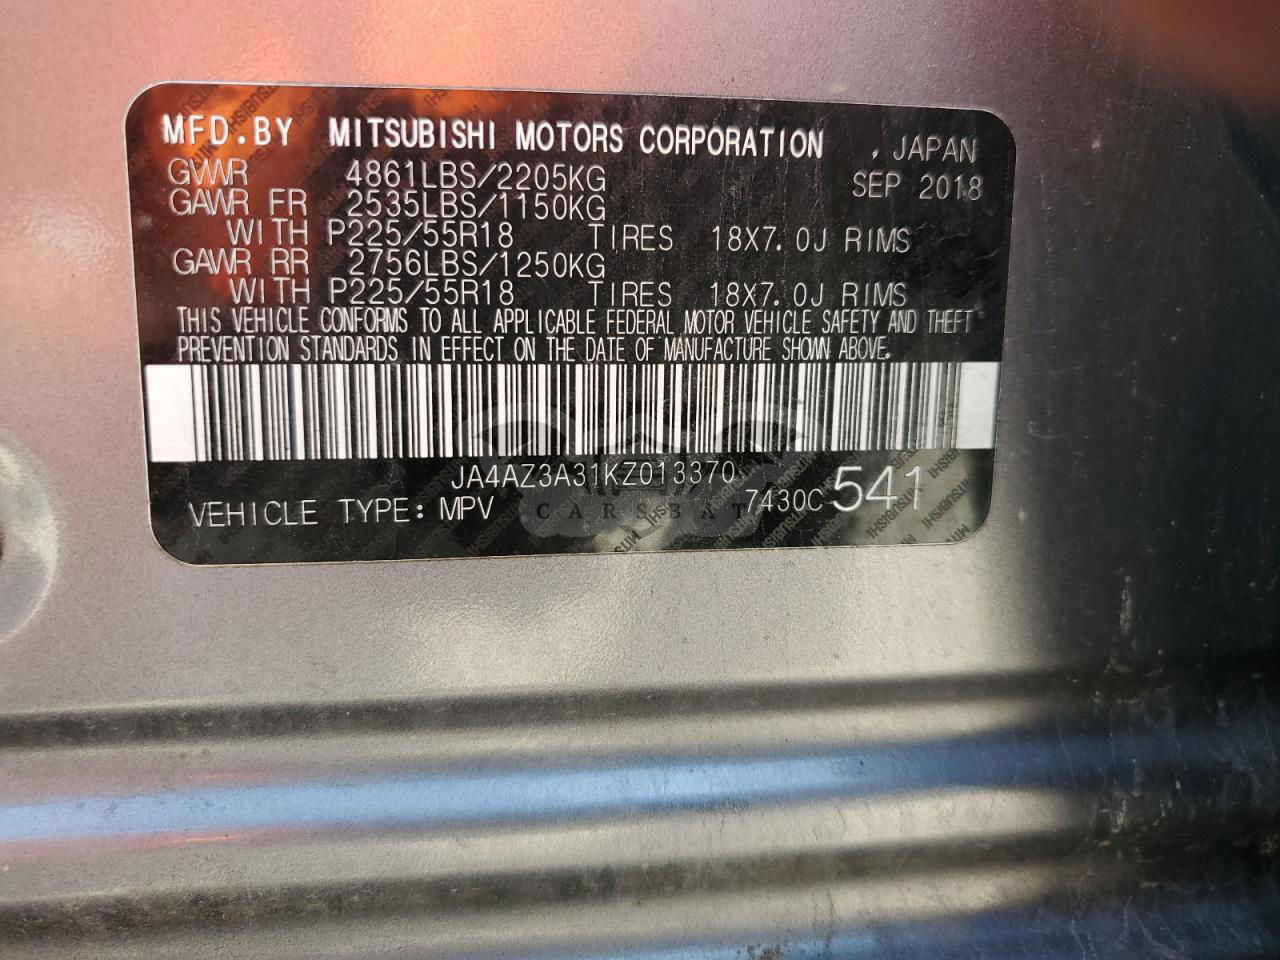 MFD.BY MITSUBISHI MOTORS CORPORATION , JAPAN
GVWR 4861LBS/2205KG SEP 2018
GAWR FR 2535LBS/1150KG
WITH P225/55R18 TIRES 18X7.0J RIMS
GAWR RR 2756LBS/1250KG
WITH P225/55R18 TIRES 18X7.0J RIMS
THIS VEHICLE CONFORMS TO ALL APPLICABLE FEDERAL MOTOR VEHICLE SAFETY AND THEFT
PREVENTION STANDARDS IN EFFECT ON THE DATE OF MANUFACTURE SHOWN ABOVE.
JA4AZ3A31KZ013370
VEHICLE TYPE: MPV 7430C 541
CARSBAT